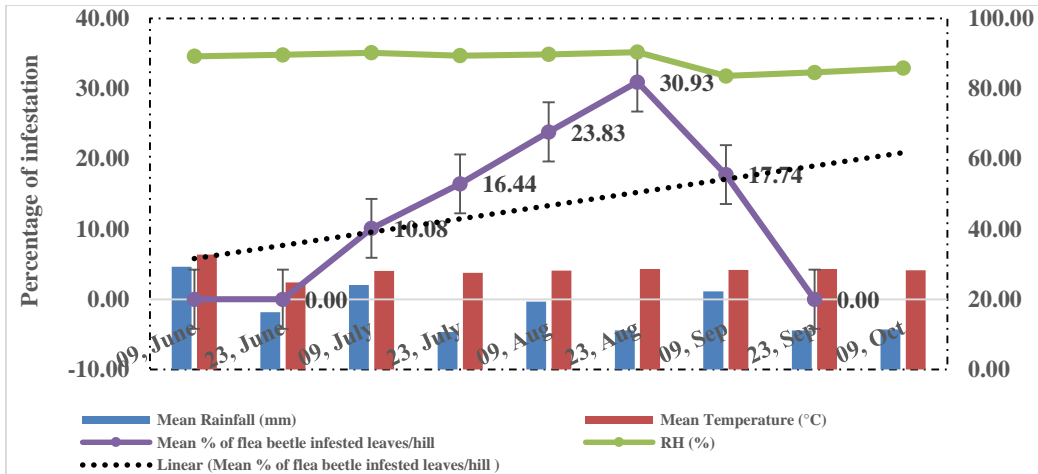 40.00
30.00
20.00
10.00
0.00
-10.00
Percentage of infestation
100.00
80.00
60.00
40.00
20.00
0.00
0.00
10.08
16.44
23.83
30.93
17.74
0.00
09, June
23, June
09, July
23, July
09, Aug
23, Aug
09, Sep
23, Sep
09, Oct
Mean Rainfall (mm)
Mean Temperature (°C)
Mean % of flea beetle infested leaves/hill
RH (%)
Linear (Mean % of flea beetle infested leaves/hill )